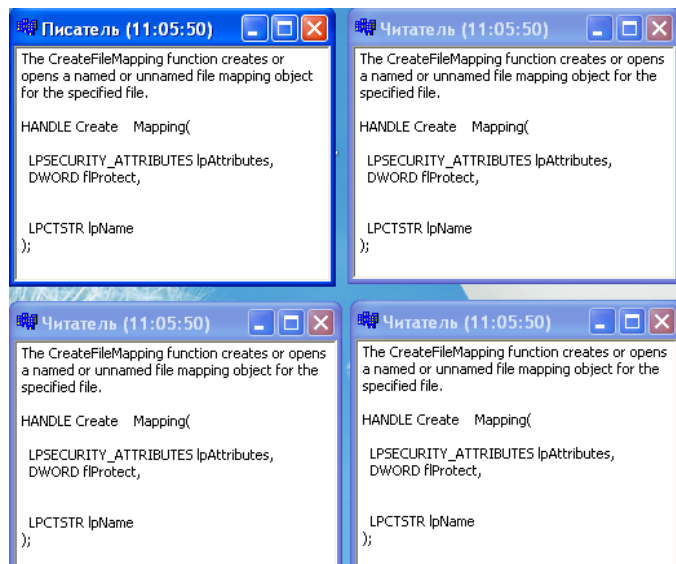 Писатель (11:05:50)
The CreateFileMapping function creates or
opens a named or unnamed file mapping object
for the specified file.
HANDLE Create    Mapping(
LPSECURITY_ATTRIBUTES lpAttributes,
DWORD flProtect,
LPCTSTR lpName
);
Читатель (11:05:50)
The CreateFileMapping function creates or opens
a named or unnamed file mapping object for the
specified file.
HANDLE Create    Mapping(
LPSECURITY_ATTRIBUTES lpAttributes,
DWORD flProtect,
LPCTSTR lpName
);
Читатель (11:05:50)
The CreateFileMapping function creates or opens
a named or unnamed file mapping object for the
specified file.
HANDLE Create    Mapping(
LPSECURITY_ATTRIBUTES lpAttributes,
DWORD flProtect,
LPCTSTR lpName
);
Читатель (11:05:50)
The CreateFileMapping function creates or opens
a named or unnamed file mapping object for the
specified file.
HANDLE Create    Mapping(
LPSECURITY_ATTRIBUTES lpAttributes,
DWORD flProtect,
LPCTSTR lpName
);